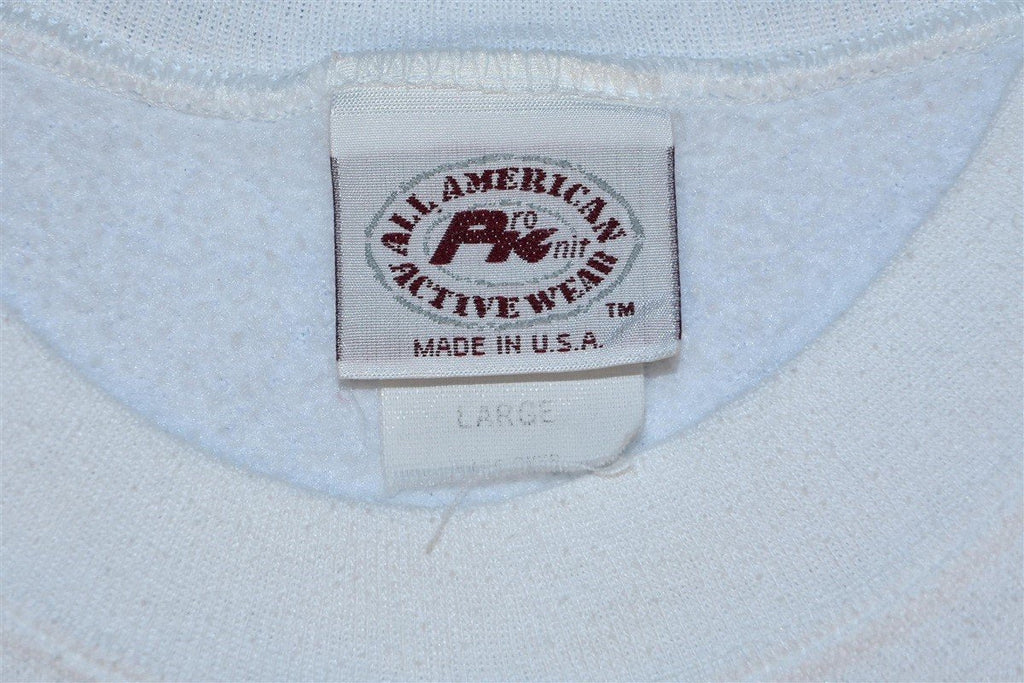 ALL AMERICAN
Pro Knit
ACTIVE WEAR
TM
MADE IN U.S.A.
LARGE